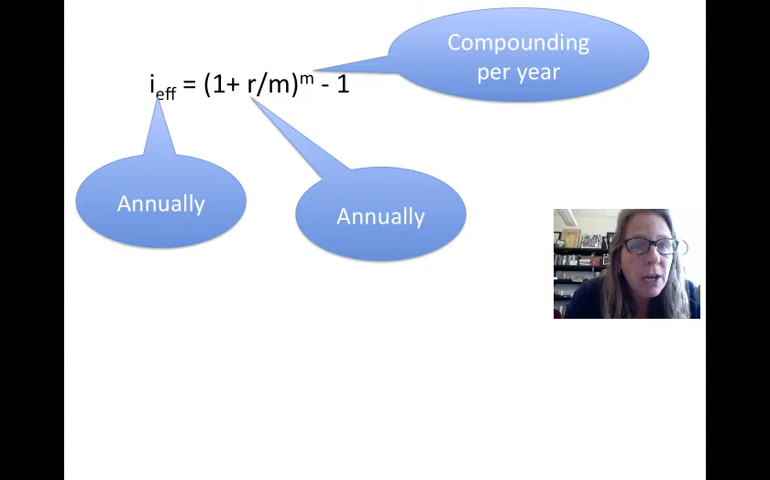 Compounding
per year
i_eff = (1+ r/m)^m - 1
Annually
Annually